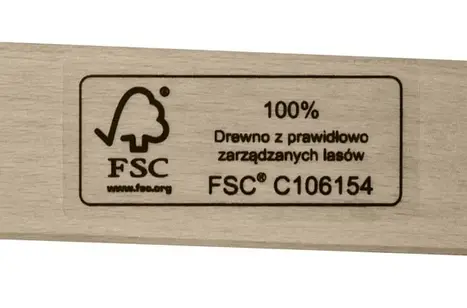 FSC
www.fsc.org
100%
Drewno z prawidłowo
zarządzanych lasów
FSC® C106154